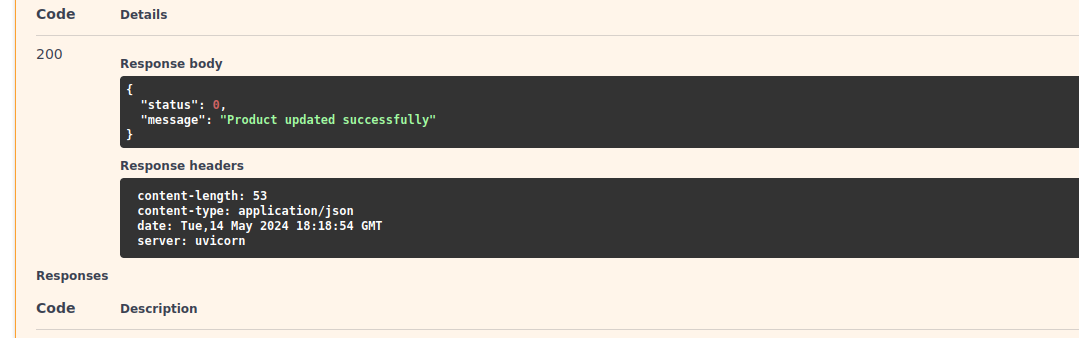 Code Details
200
Response body
{
  "status": 0,
  "message": "Product updated successfully"
}
Response headers
content-length: 53
content-type: application/json
date: Tue,14 May 2024 18:18:54 GMT
server: uvicorn
Responses
Code Description